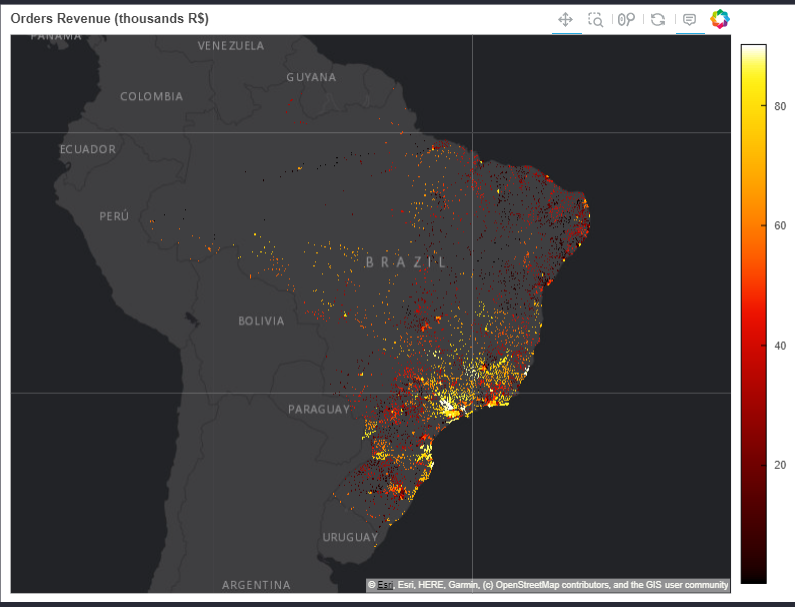 Orders Revenue (thousands R$)
PANAMA
VENEZUELA
GUYANA
COLOMBIA
80
ECUADOR
PERÚ
60
BRAZIL
BOLIVIA
40
PARAGUAY
20
URUGUAY
ARGENTINA
© Esri, Esri, HERE, Garmin, (c) OpenStreetMap contributors, and the GIS user community